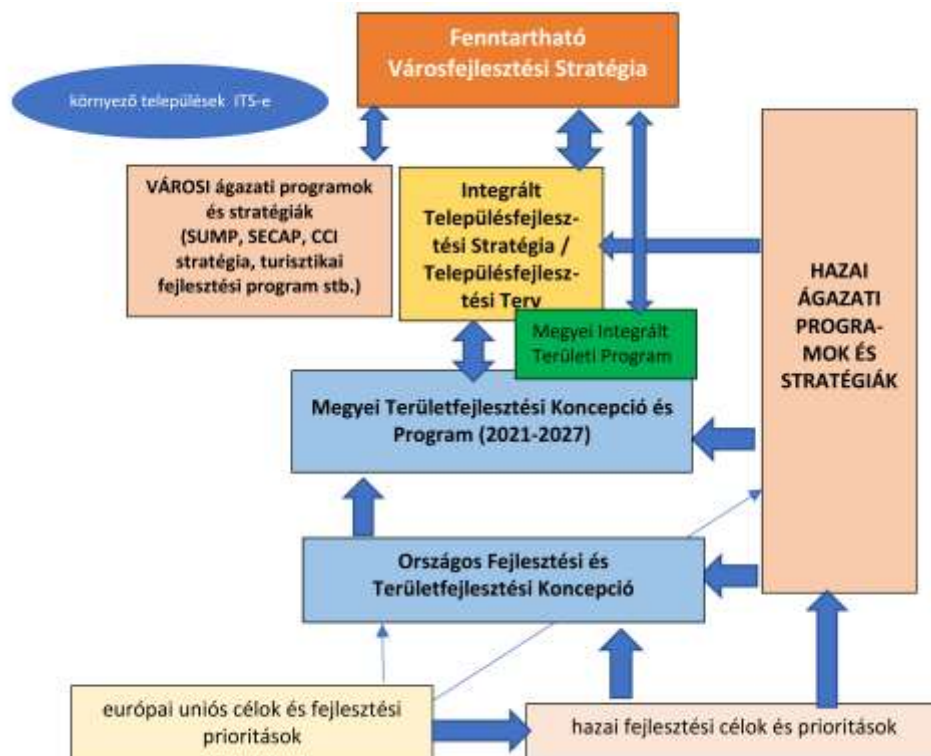 Fenntartható
Városfejlesztési Stratégia
környező települések ITS-e
VÁROSI ágazati programok
és stratégiák
(SUMP, SECAP, CCI
stratégia, turisztikai
fejlesztési program stb.)
Integrált
Településfejlesz-
tési Stratégia /
Településfejlesz-
tési Terv
Megyei Integrált
Területi Program
HAZAI
ÁGAZATI
PROGRA-
MOK ÉS
STRATÉGIÁK
Megyei Területfejlesztési Koncepció és
Program (2021-2027)
Országos Fejlesztési és
Területfejlesztési Koncepció
európai uniós célok és fejlesztési
prioritások
hazai fejlesztési célok és prioritások